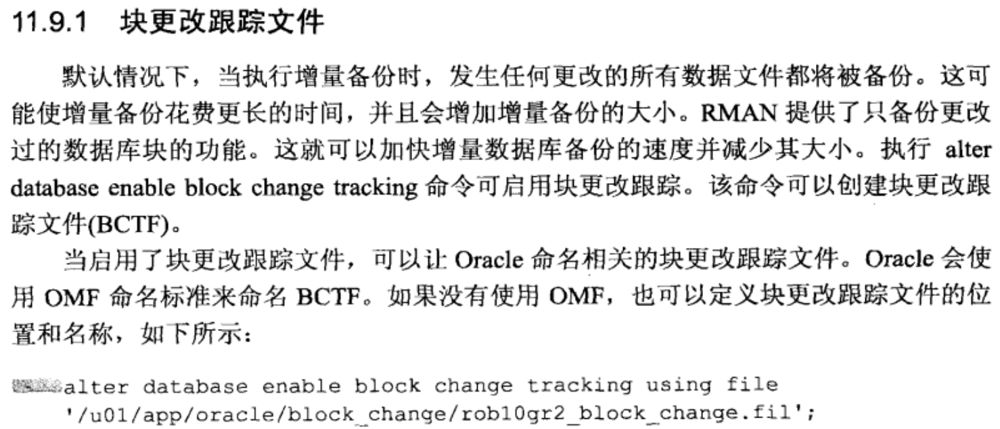 11.9.1 块更改跟踪文件
默认情况下，当执行增量备份时，发生任何更改的所有数据文件都将被备份。这可
能使增量备份花费更长的时间，并且会增加增量备份的大小。RMAN 提供了只备份更改
过的数据库块的功能。这就可以加快增量数据库备份的速度并减少其大小。执行 alter
database enable block change tracking 命令可启用块更改跟踪。该命令可以创建块更改跟
踪文件(BCTF)。
当启用了块更改跟踪文件，可以让 Oracle 命名相关的块更改跟踪文件。Oracle 会使
用 OMF 命名标准来命名 BCTF。如果没有使用 OMF，也可以定义块更改跟踪文件的位
置和名称，如下所示：
alter database enable block change tracking using file
'/u01/app/oracle/block_change/rob10gr2_block_change.fil';